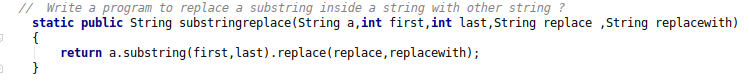 // Write a program to replace a substring inside a string with other string ?
static public String substringreplace(String a,int first,int last,String replace ,String replacewith)
{
return a.substring(first,last).replace(replace,replacewith);
}